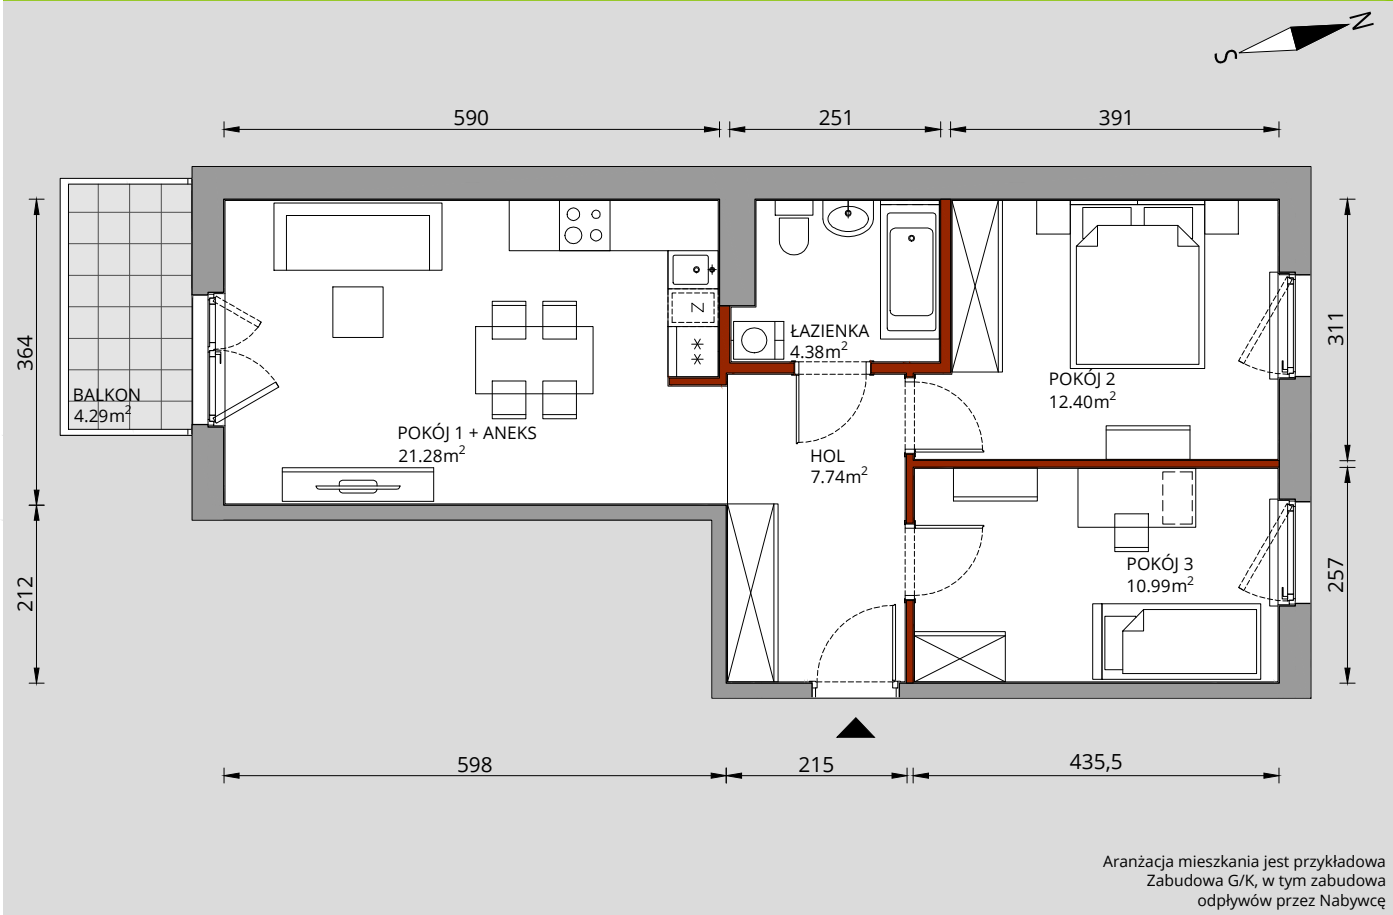 N
S
590
251
391
364
212
311
257
BALKON
4.29m²
ŁAZIENKA
4.38m²
POKÓJ 2
12.40m²
POKÓJ 1 + ANEKS
21.28m²
HOL
7.74m²
POKÓJ 3
10.99m²
Z
**
598
215
435,5
Aranżacja mieszkania jest przykładowa
Zabudowa G/K, w tym zabudowa
odpływów przez Nabywcę